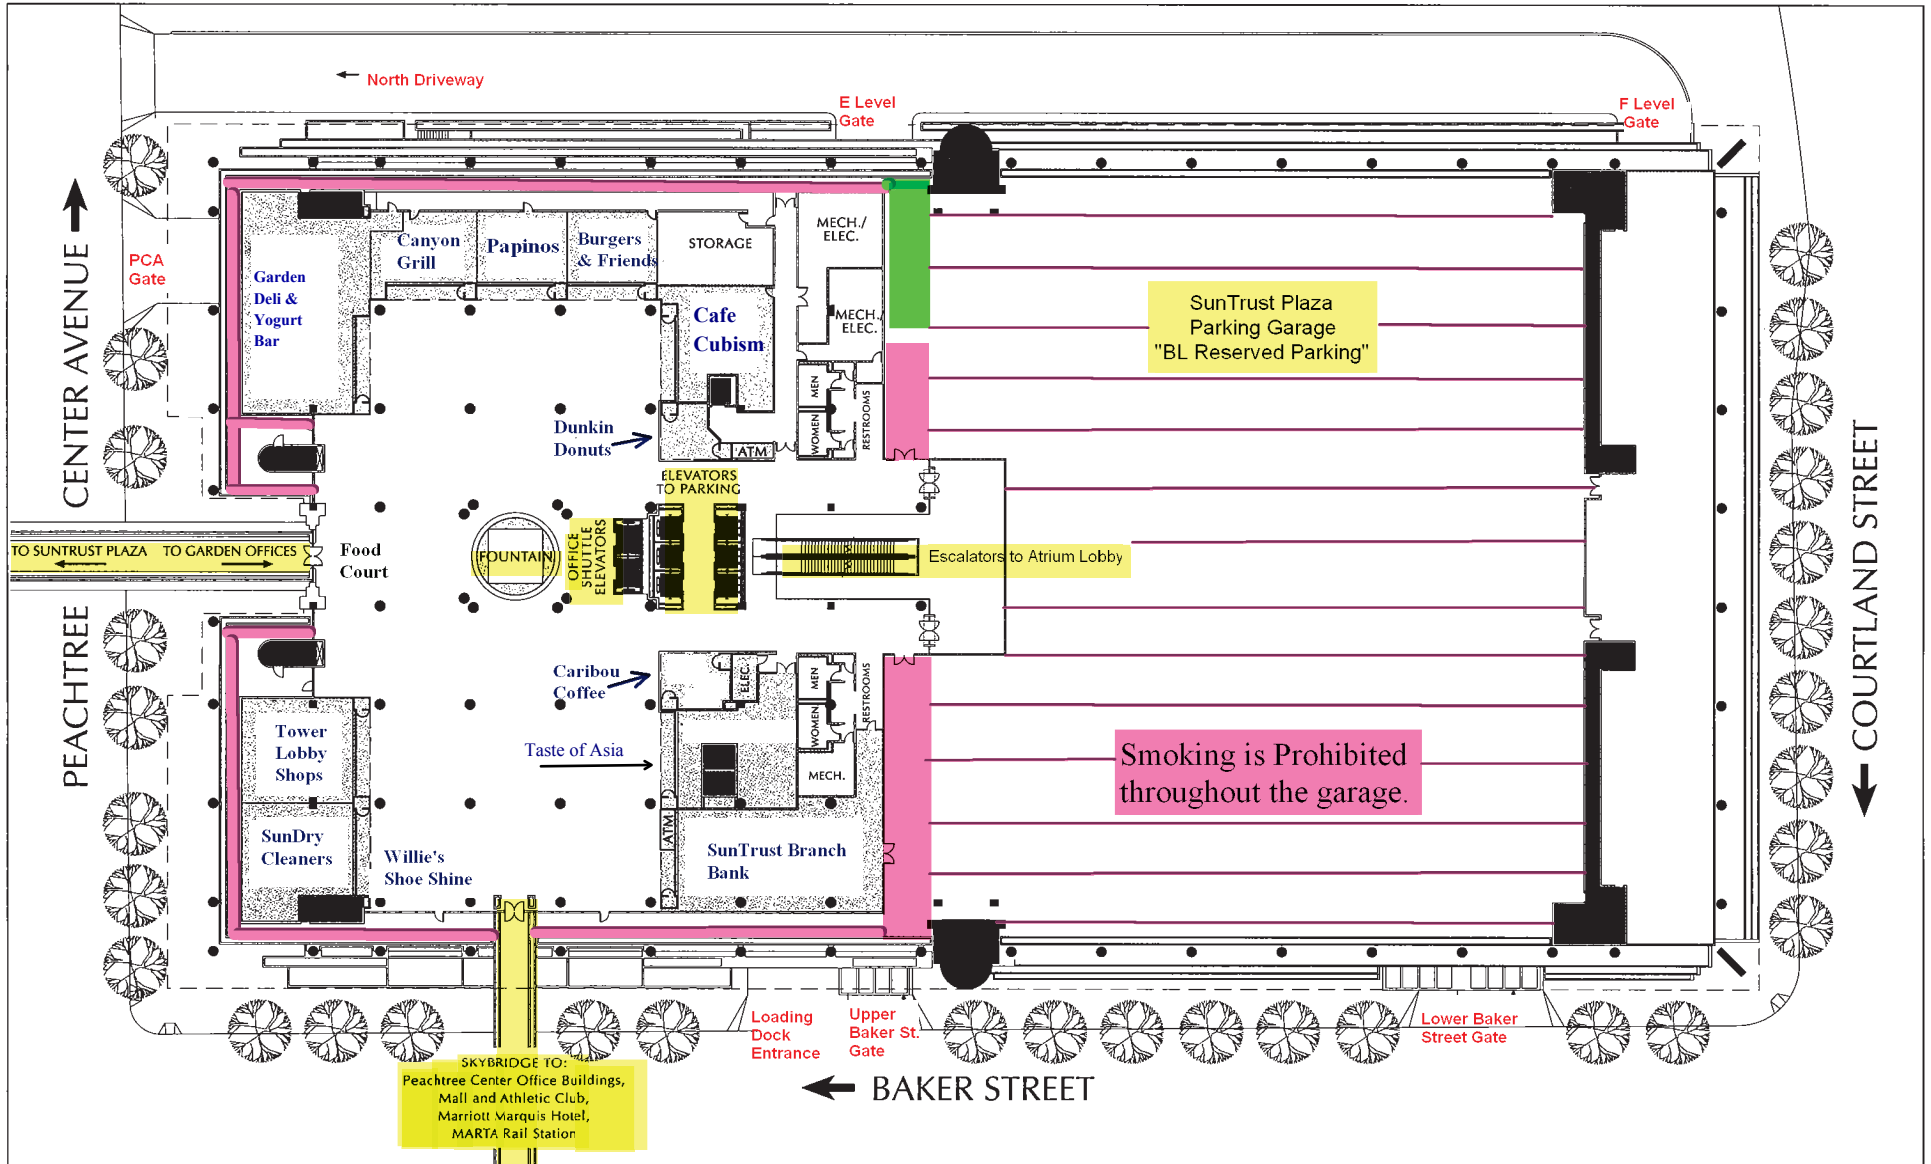 North Driveway
E Level
Gate
F Level
Gate
CENTER AVENUE
PEACHTREE
PCA
Gate
Garden
Deli &
Yogurt
Bar
Canyon
Grill
Papinos
Burgers
& Friends
STORAGE
MECH./
ELEC.
MECH./
ELEC.
Cafe
Cubism
MEN
WOMEN
RESTROOMS
Dunkin
Donuts
ATM
ELEVATORS
TO PARKING
SunTrust Plaza
Parking Garage
"BL Reserved Parking"
TO SUNTRUST PLAZA
TO GARDEN OFFICES
Food
Court
FOUNTAIN
OFFICE
SHUTTLE
ELEVATORS
Escalators to Atrium Lobby
COURTLAND STREET
Caribou
Coffee
ELEC.
MEN
WOMEN
RESTROOMS
MECH.
Taste of Asia
Tower
Lobby
Shops
SunDry
Cleaners
Willie's
Shoe Shine
ATM
SunTrust Branch
Bank
Smoking is Prohibited
throughout the garage.
Loading
Dock
Entrance
Upper
Baker St.
Gate
Lower Baker
Street Gate
SKYBRIDGE TO:
Peachtree Center Office Buildings,
Mall and Athletic Club,
Marriott Marquis Hotel,
MARTA Rail Station
BAKER STREET